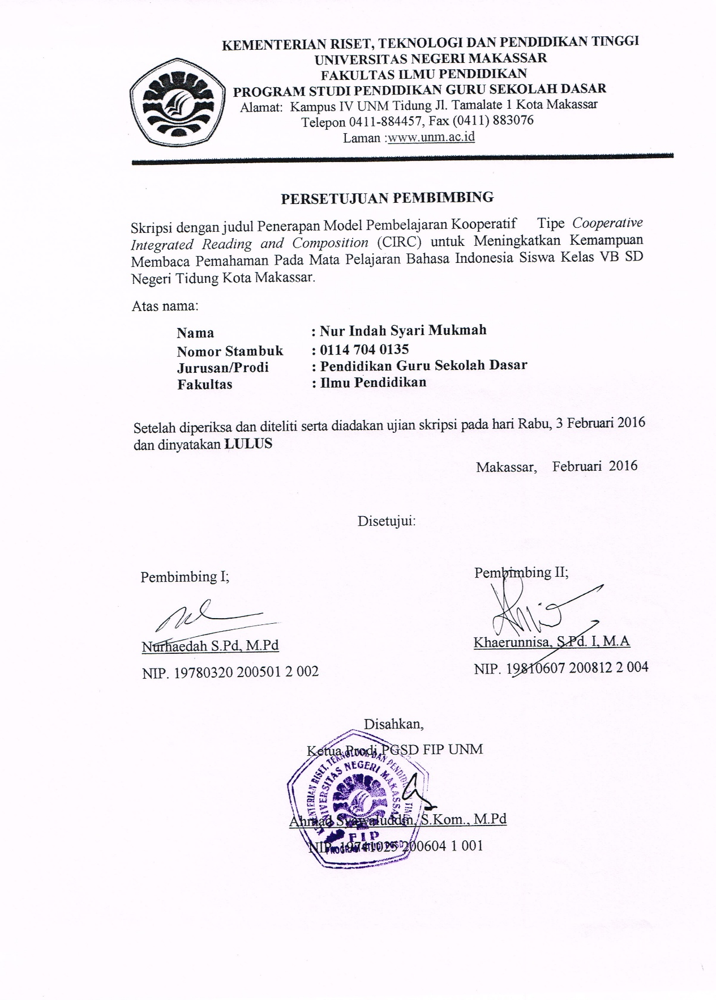 KEMENTERIAN RISET, TEKNOLOGI DAN PENDIDIKAN TINGGI
UNIVERSITAS NEGERI MAKASSAR
FAKULTAS ILMU PENDIDIKAN
PROGRAM STUDI PENDIDIKAN GURU SEKOLAH DASAR
Alamat: Kampus IV UNM Tidung Jl. Tamalate 1 Kota Makassar
Telepon 0411-884457, Fax (0411) 883076
Laman :www.unm.ac.id
PERSETUJUAN PEMBIMBING
Skripsi dengan judul Penerapan Model Pembelajaran Kooperatif Tipe Cooperative
Integrated Reading and Composition (CIRC) untuk Meningkatkan Kemampuan
Membaca Pemahaman Pada Mata Pelajaran Bahasa Indonesia Siswa Kelas VB SD
Negeri Tidung Kota Makassar.
Atas nama:
Nama : Nur Indah Syari Mukmah
Nomor Stambuk : 0114 704 0135
Jurusan/Prodi : Pendidikan Guru Sekolah Dasar
Fakultas : Ilmu Pendidikan
Setelah diperiksa dan diteliti serta diadakan ujian skripsi pada hari Rabu, 3 Februari 2016
dan dinyatakan LULUS
Makassar, Februari 2016
Disetujui:
Pembimbing I;
Nurhaedah S.Pd, M.Pd
NIP. 19780320 200501 2 002
Pembimbing II;
Khaerunnisa, S.Pd. I, M.A
NIP. 19810607 200812 2 004
Disahkan,
Ketua Prodi PGSD FIP UNM
Ahmad Syawaluddin, S.Kom., M.Pd
NIP. 19741025 200604 1 001
KEMENTERIAN RISET, TEKNOLOGI DAN PENDIDIKAN TINGGI
UNIVERSITAS NEGERI MAKASSAR
FIP
PROGRAM STUDI PGSD